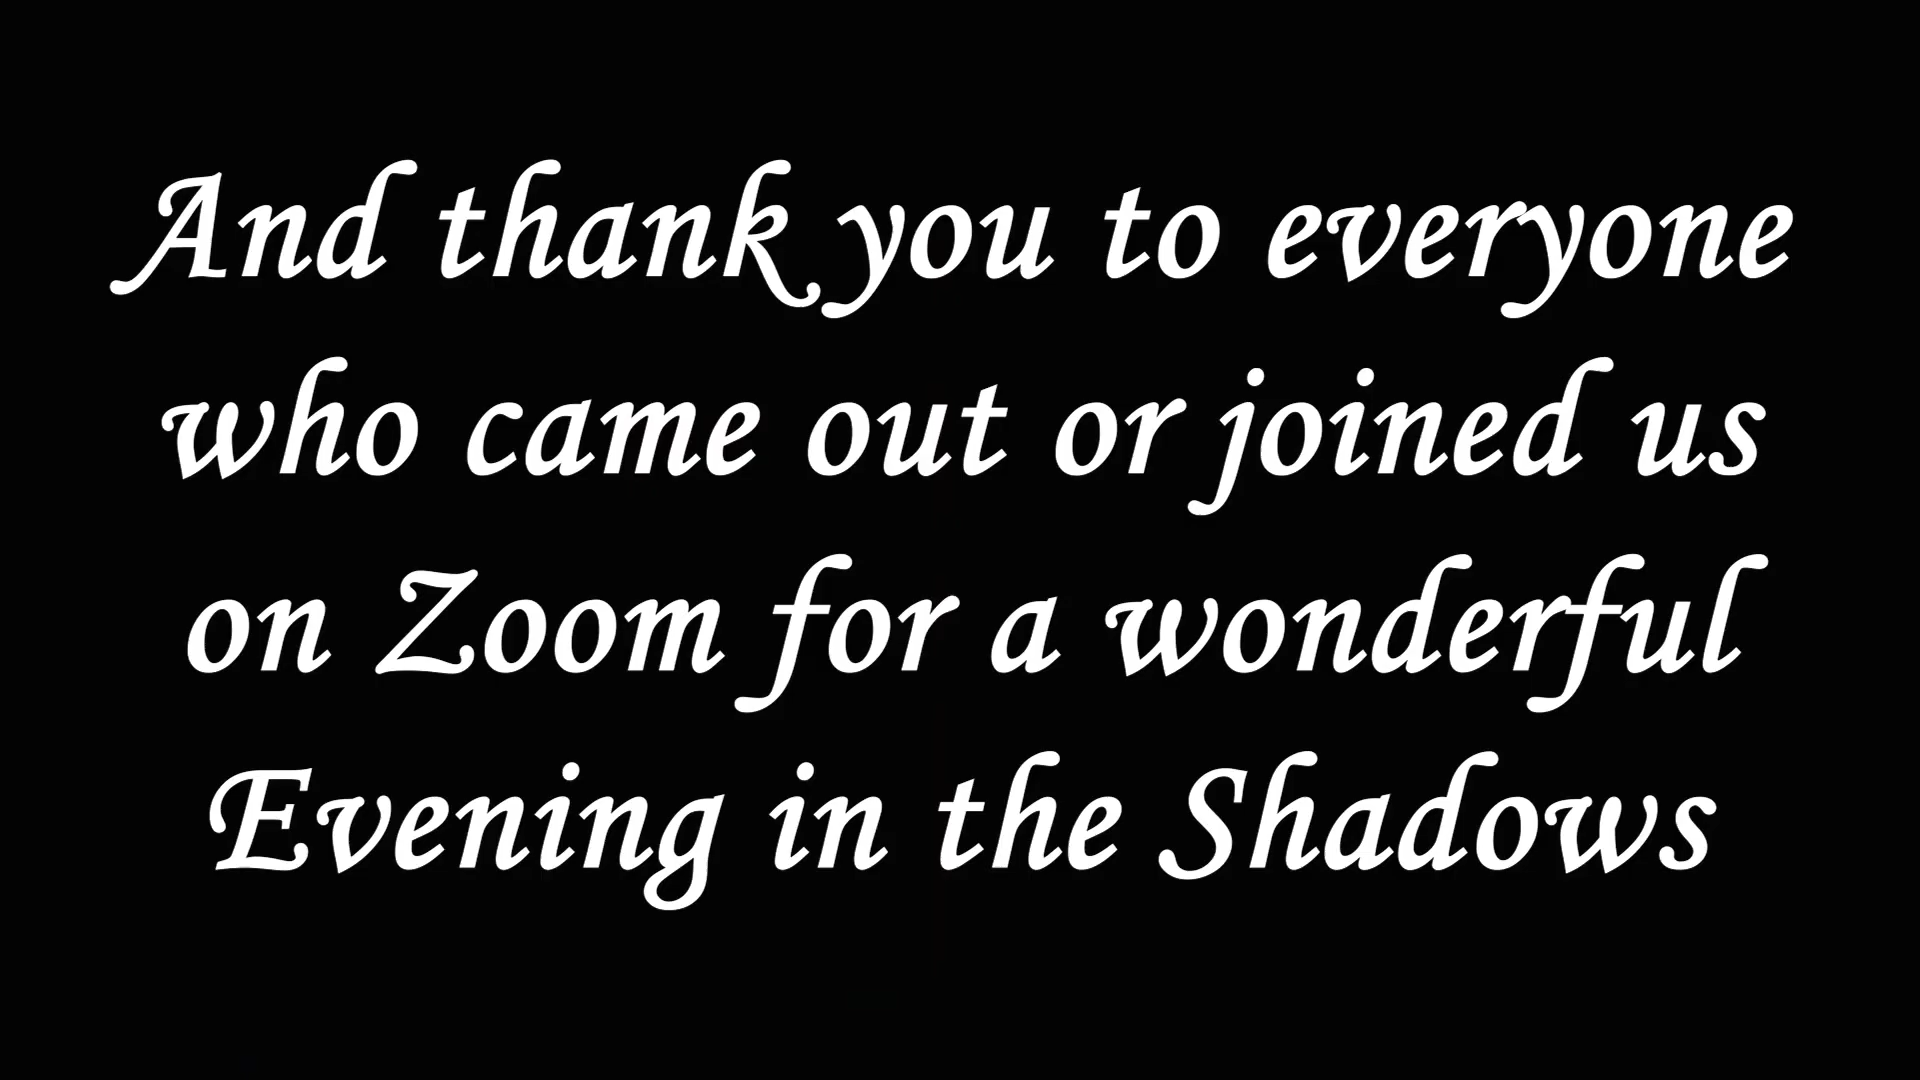 And thank you to everyone
who came out or joined us
on Zoom for a wonderful
Evening in the Shadows